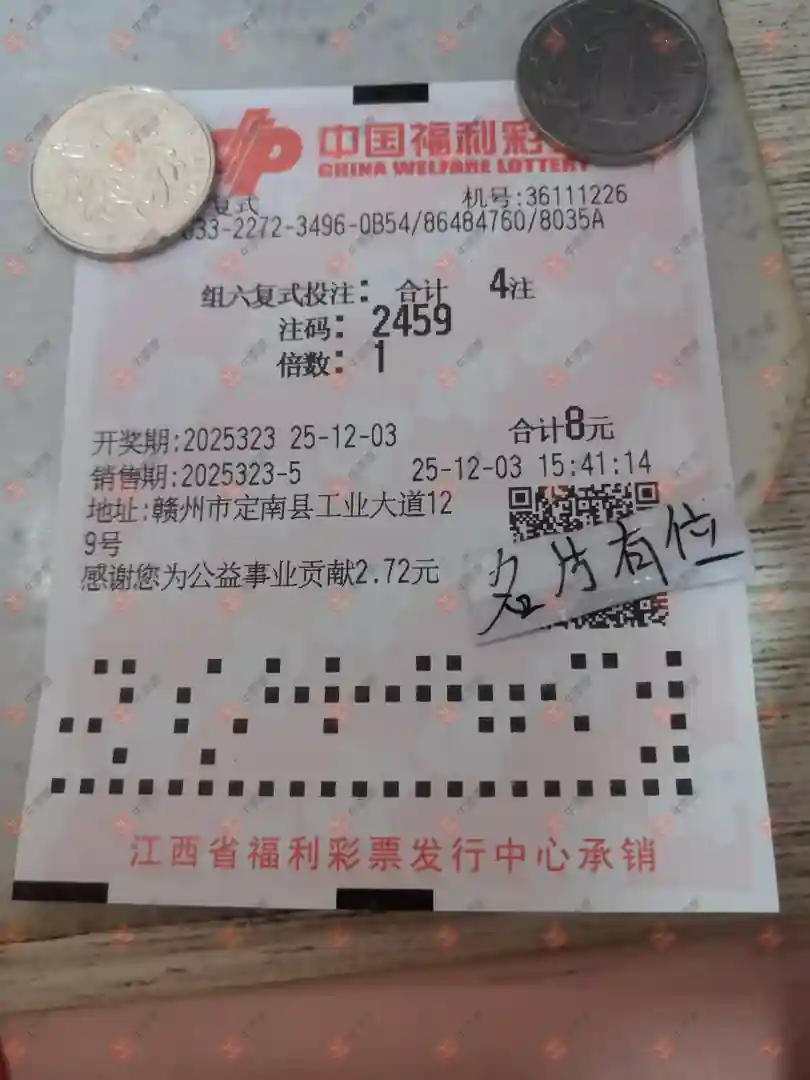 中国福利彩
CHINA WELFARE LOTTERY
复式 机号:36111226
33-2272-3496-0B54/86484760/8035A
组六复式投注: 合计 4注
注码: 2459
倍数: 1
开奖期:2025323 25-12-03 合计8元
销售期:2025323-5 25-12-03 15:41:14
地址:赣州市定南县工业大道12
9号
感谢您为公益事业贡献2.72元
名片有位
江西省福利彩票发行中心承销